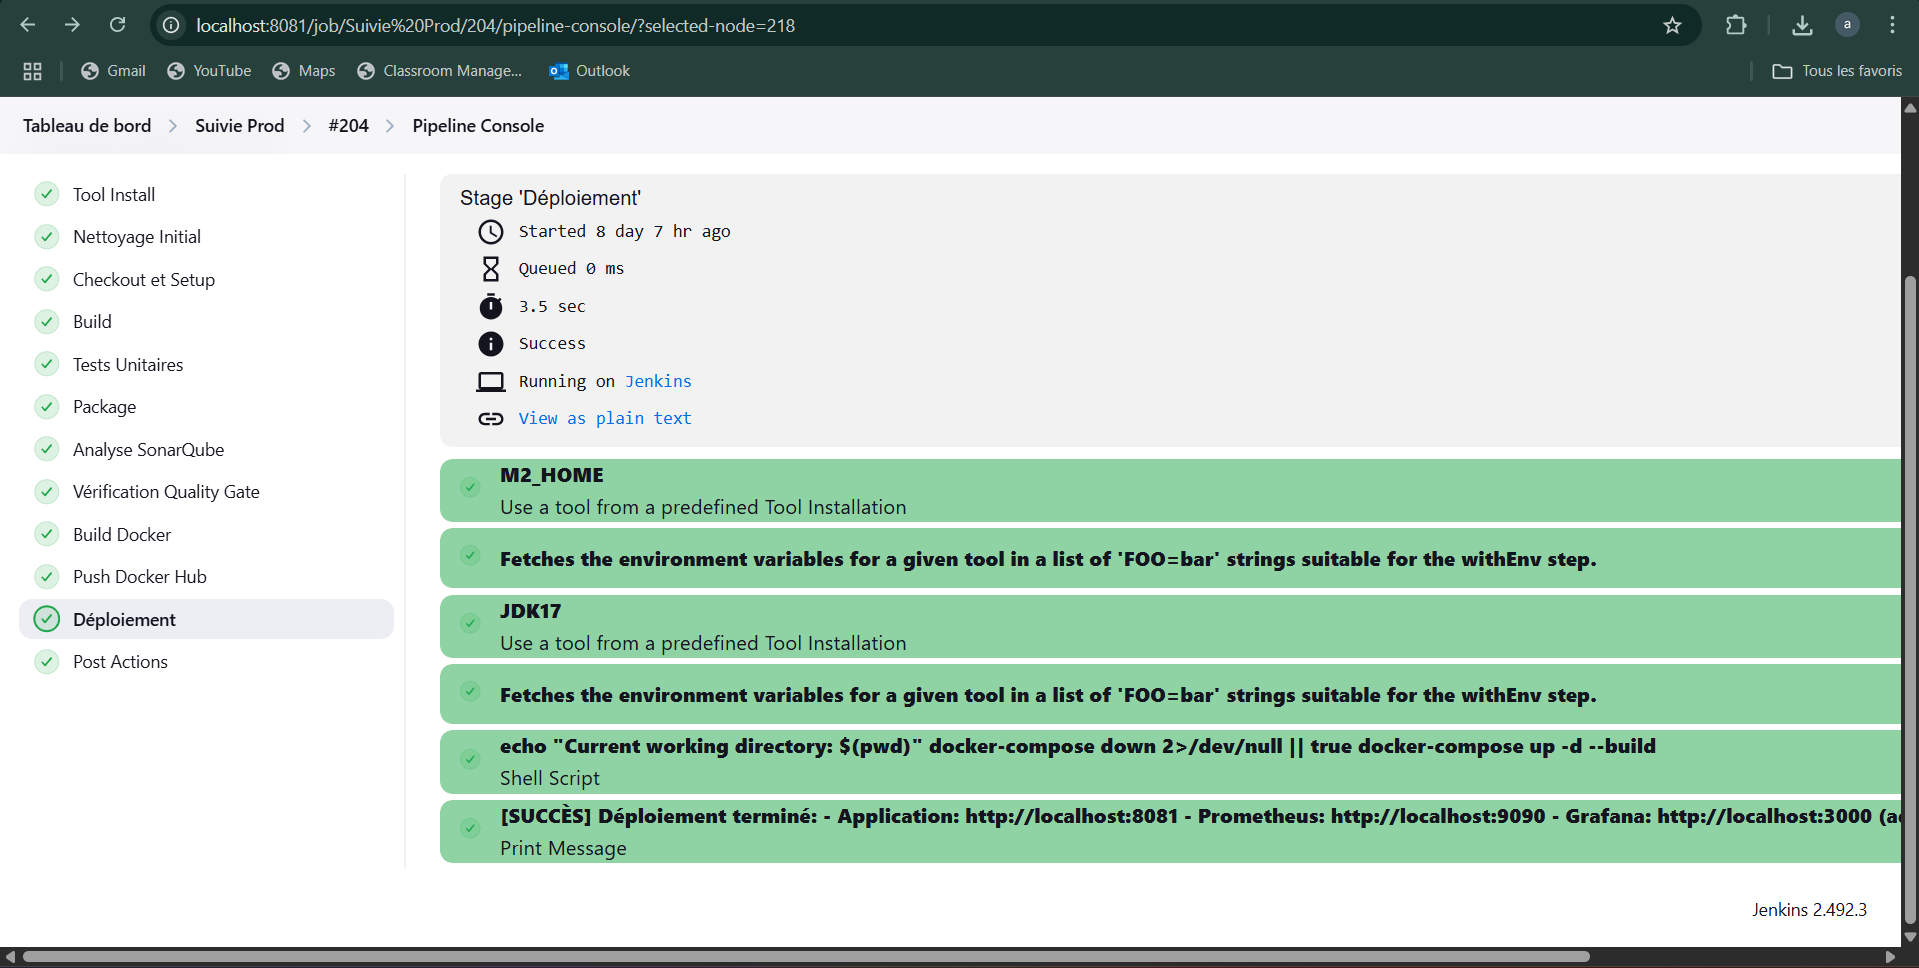 localhost:8081/job/Suivie%20Prod/204/pipeline-console/?selected-node=218
a
Gmail
YouTube
Maps
Classroom Manage...
Outlook
Tous les favoris
Tableau de bord
Suivie Prod
#204
Pipeline Console
Tool Install
Nettoyage Initial
Checkout et Setup
Build
Tests Unitaires
Package
Analyse SonarQube
Vérification Quality Gate
Build Docker
Push Docker Hub
Déploiement
Post Actions
Stage 'Déploiement'
Started 8 day 7 hr ago
Queued 0 ms
3.5 sec
Success
Running on Jenkins
View as plain text
M2_HOME
Use a tool from a predefined Tool Installation
Fetches the environment variables for a given tool in a list of 'FOO=bar' strings suitable for the withEnv step.
JDK17
Use a tool from a predefined Tool Installation
Fetches the environment variables for a given tool in a list of 'FOO=bar' strings suitable for the withEnv step.
echo "Current working directory: $(pwd)" docker-compose down 2>/dev/null || true docker-compose up -d --build
Shell Script
[SUCCÈS] Déploiement terminé: - Application: http://localhost:8081 - Prometheus: http://localhost:9090 - Grafana: http://localhost:3000
Print Message
Jenkins 2.492.3